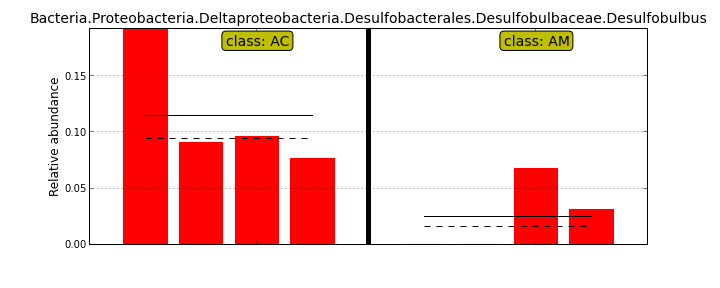 Bacteria.Proteobacteria.Deltaproteobacteria.Desulfobacterales.Desulfobulbaceae.Desulfobulbus
class: AC
class: AM
0.15
0.10
0.05
0.00
Relative abundance